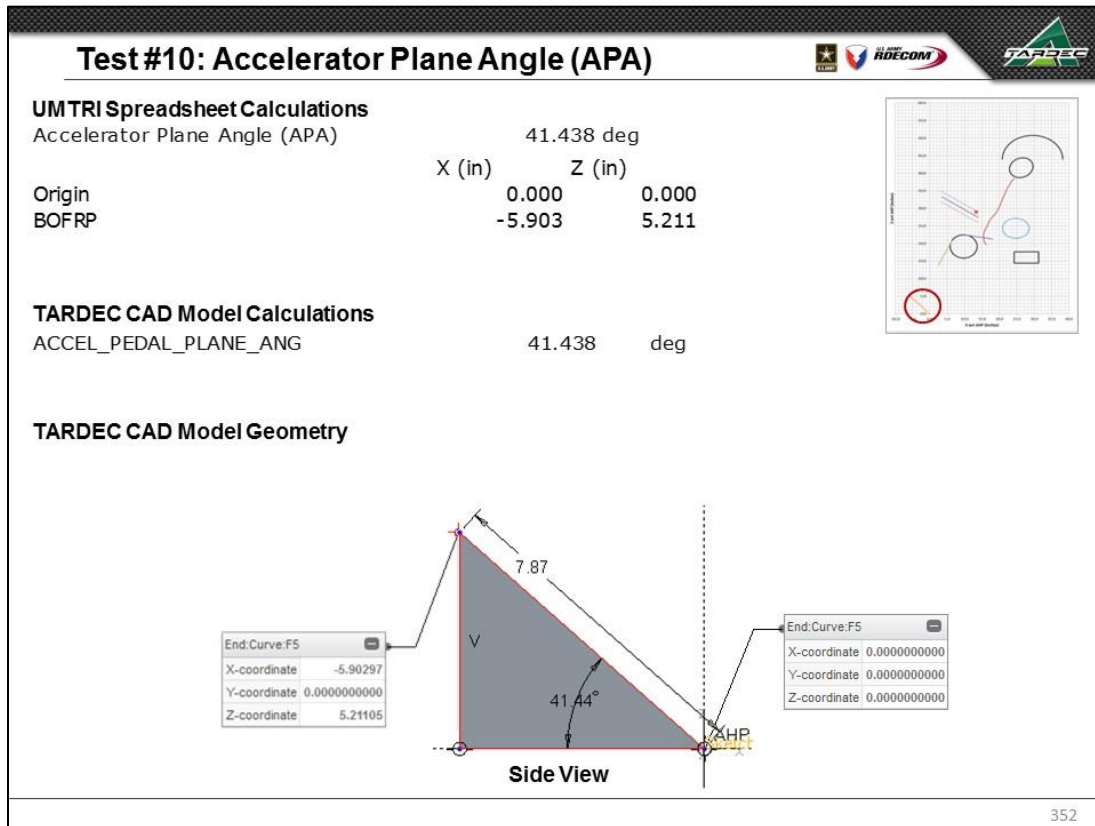 Test #10: Accelerator Plane Angle (APA)
U.S. ARMY
RDECOM
TARDEC
UMTRI Spreadsheet Calculations
Accelerator Plane Angle (APA) 41.438 deg
X (in) Z (in)
Origin 0.000 0.000
BOFRP -5.903 5.211
TARDEC CAD Model Calculations
ACCEL_PEDAL_PLANE_ANG 41.438 deg
TARDEC CAD Model Geometry
7.87
V
41.44°
End:Curve:F5
X-coordinate -5.90297
Y-coordinate 0.0000000000
Z-coordinate 5.21105
End:Curve:F5
X-coordinate 0.0000000000
Y-coordinate 0.0000000000
Z-coordinate 0.0000000000
AHP
X
Side View
352